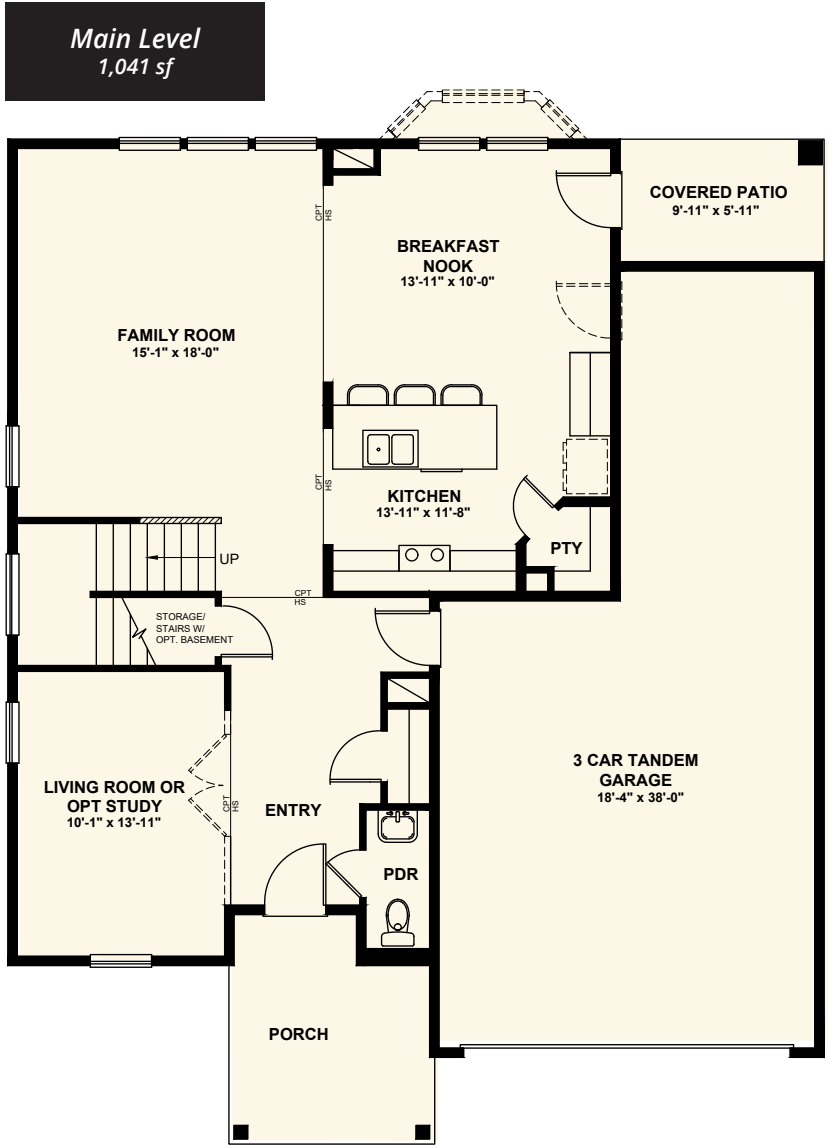 Main Level
1,041 sf
COVERED PATIO
9'-11" x 5'-11"
CPT
HS
BREAKFAST
NOOK
13'-11" x 10'-0"
FAMILY ROOM
15'-1" x 18'-0"
CPT
HS
KITCHEN
13'-11" x 11'-8"
PTY
UP
CPT
HS
STORAGE/
STAIRS W/
OPT. BASEMENT
3 CAR TANDEM
GARAGE
18'-4" x 38'-0"
LIVING ROOM OR
OPT STUDY
10'-1" x 13'-11"
CPT
HS
ENTRY
PDR
PORCH